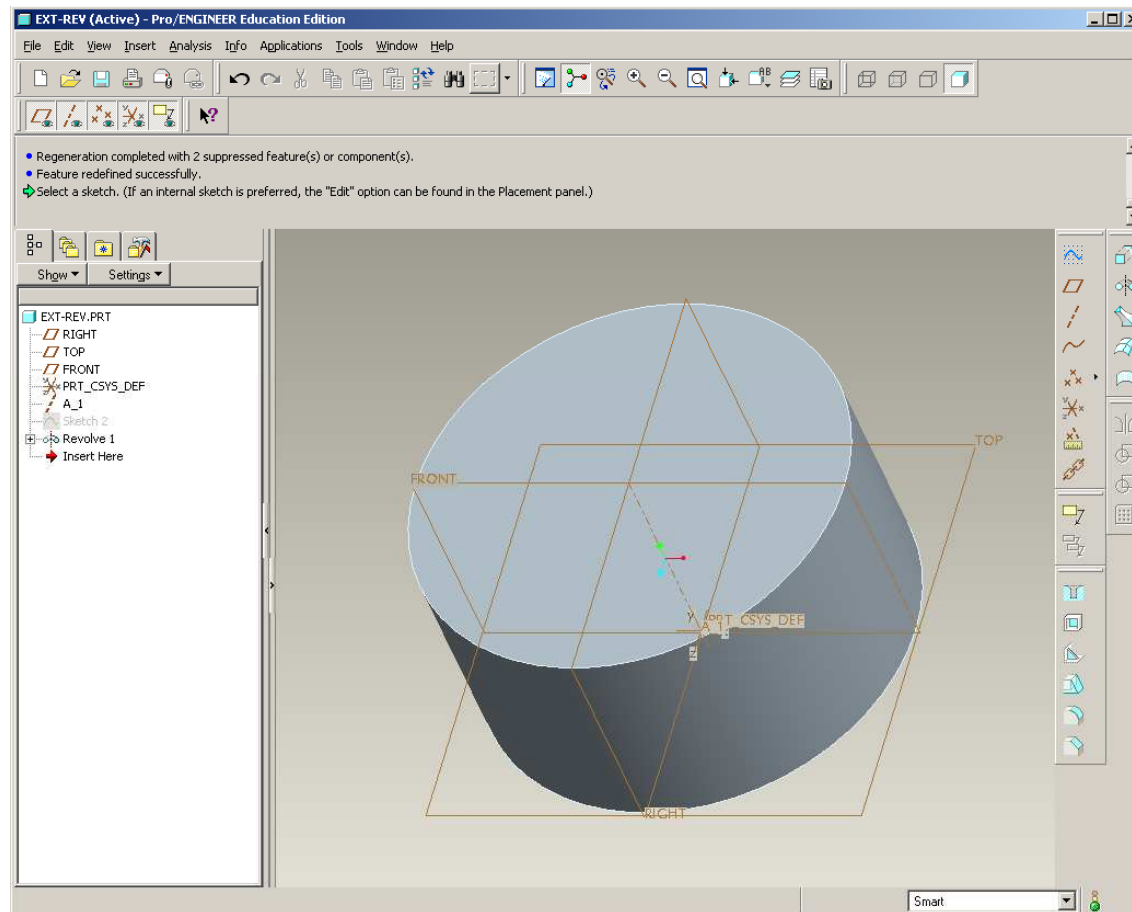 EXT-REV (Active) - Pro/ENGINEER Education Edition
File Edit View Insert Analysis Info Applications Tools Window Help
Regeneration completed with 2 suppressed feature(s) or component(s).
Feature redefined successfully.
Select a sketch. (If an internal sketch is preferred, the "Edit" option can be found in the Placement panel.)
Show Settings
EXT-REV.PRT
RIGHT
TOP
FRONT
PRT_CSYS_DEF
A_1
Sketch 2
Revolve 1
Insert Here
TOP
FRONT
Y PRT_CSYS_DEF
A_1
Z
RIGHT
Smart